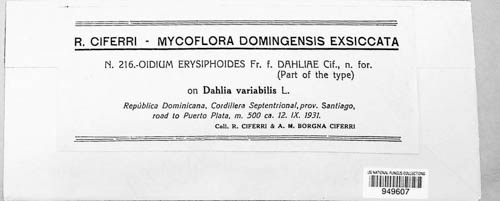 R. CIFERRI - MYCOFLORA DOMINGENSIS EXSICCATA
N. 216.-OIDIUM ERYSIPHOIDES Fr. f. DAHLIAE Cif., n. for.
(Part of the type)
on Dahlia variabilis L.
República Dominicana, Cordillera Septentrional, prov. Santiago,
road to Puerto Plata, m. 500 ca. 12. IX. 1931.
Coll. R. CIFERRI & A. M. BORGNA CIFERRI
US NATIONAL FUNGUS COLLECTIONS
949607